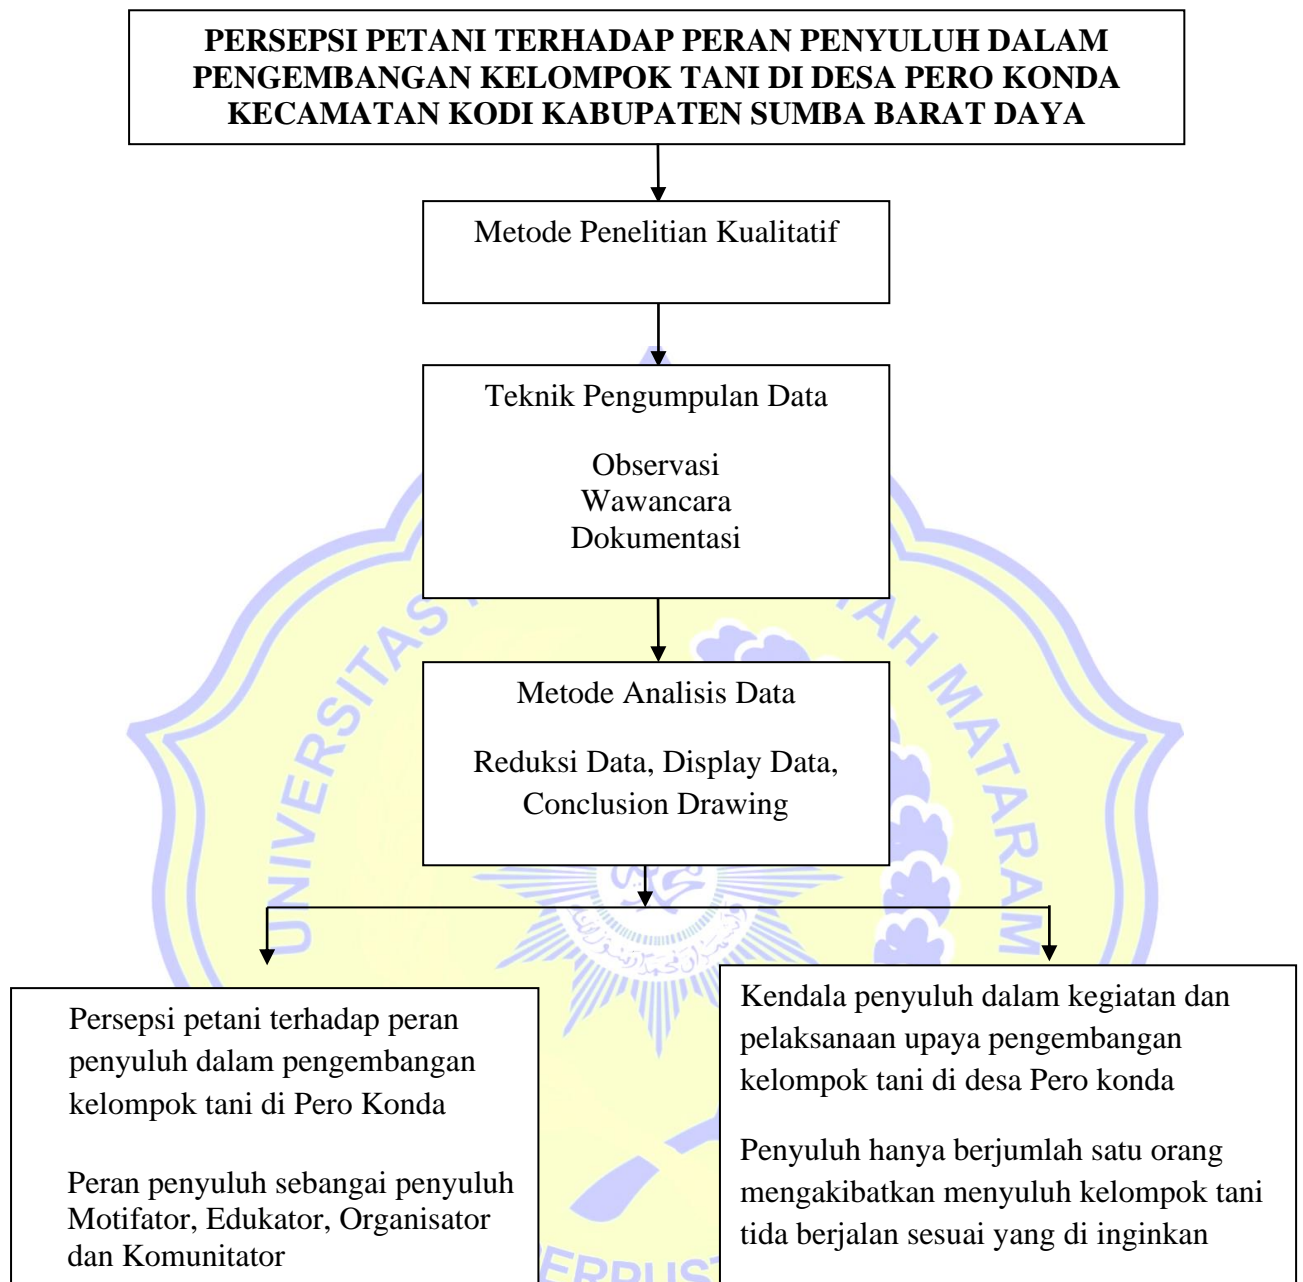 PERSEPSI PETANI TERHADAP PERAN PENYULUH DALAM
PENGEMBANGAN KELOMPOK TANI DI DESA PERO KONDA
KECAMATAN KODI KABUPATEN SUMBA BARAT DAYA
Metode Penelitian Kualitatif
Teknik Pengumpulan Data
Observasi
Wawancara
Dokumentasi
Metode Analisis Data
Reduksi Data, Display Data,
Conclusion Drawing
Persepsi petani terhadap peran
penyuluh dalam pengembangan
kelompok tani di Pero Konda
Peran penyuluh sebangai penyuluh
Motifator, Edukator, Organisator
dan Komunitator
Kendala penyuluh dalam kegiatan dan
pelaksanaan upaya pengembangan
kelompok tani di desa Pero konda
Penyuluh hanya berjumlah satu orang
mengakibatkan menyuluh kelompok tani
tida berjalan sesuai yang di inginkan
UNIVERSITAS MATARAM